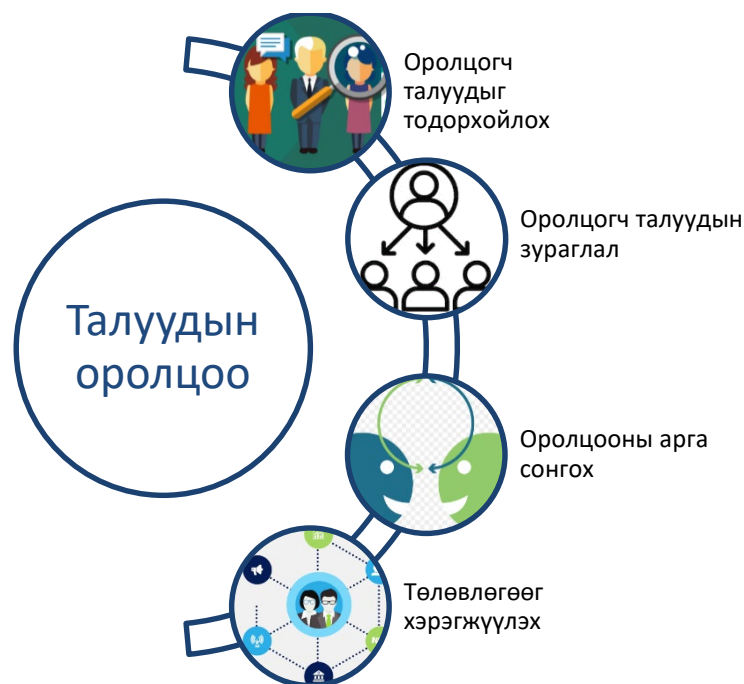 Талуудын
оролцоо
Оролцогч
талуудыг
тодорхойлох
Оролцогч талуудын
зураглал
Оролцооны арга
сонгох
Төлөвлөгөөг
хэрэгжүүлэх